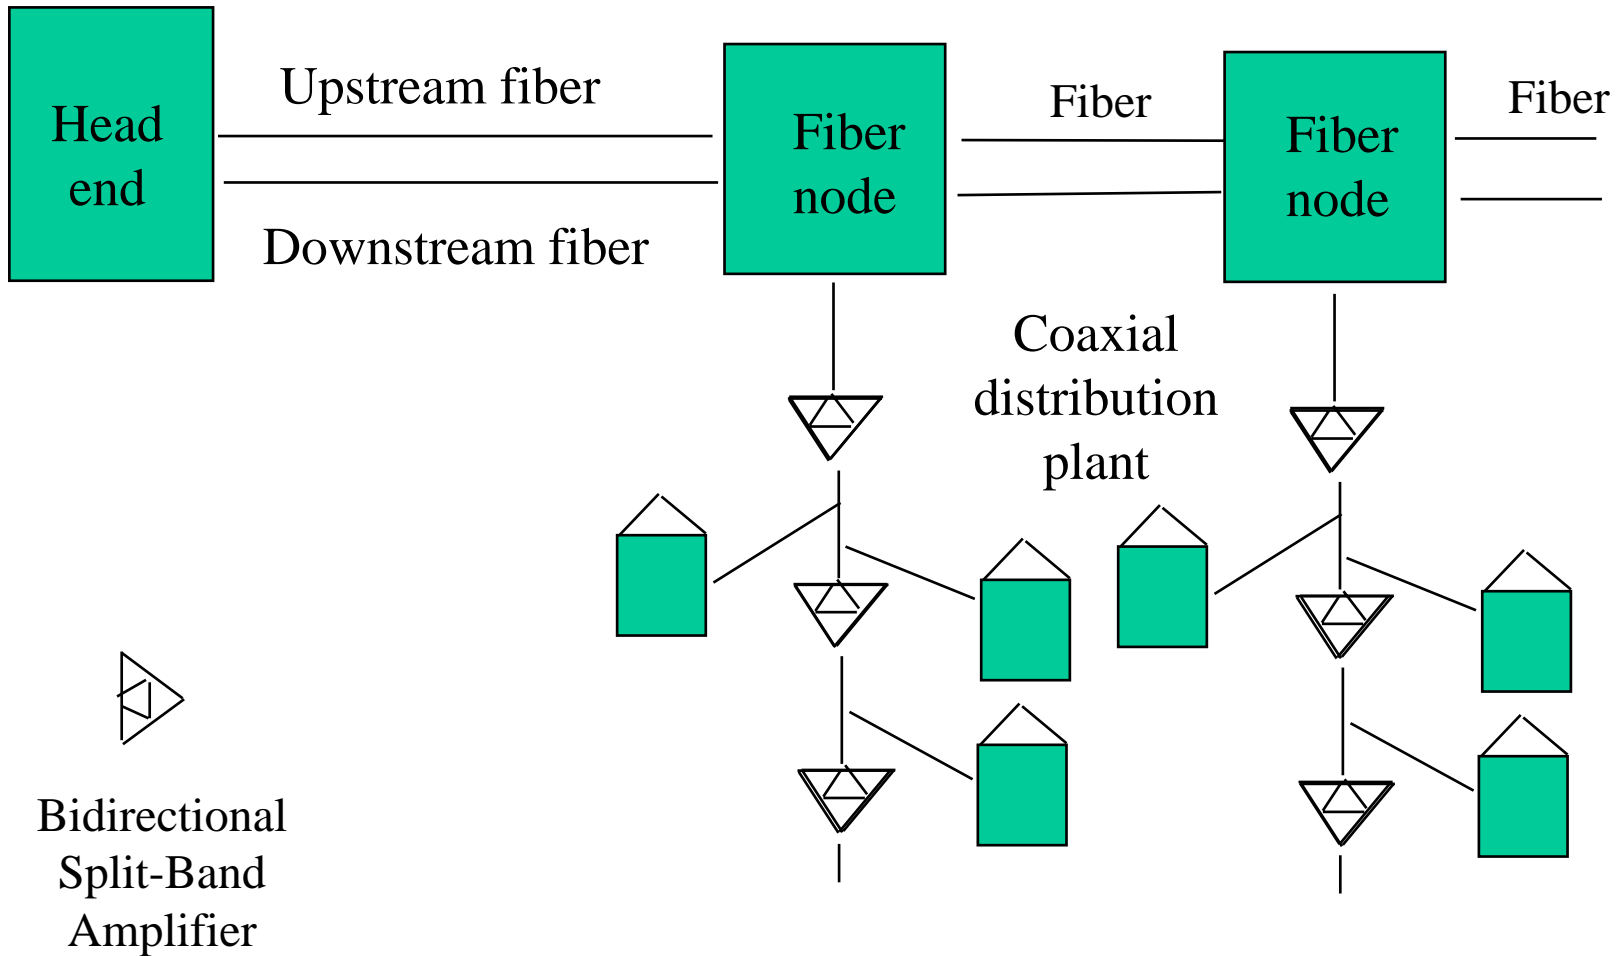 Head
end
Upstream fiber
Downstream fiber
Fiber
node
Fiber
Fiber
node
Fiber
Coaxial
distribution
plant
Bidirectional
Split-Band
Amplifier